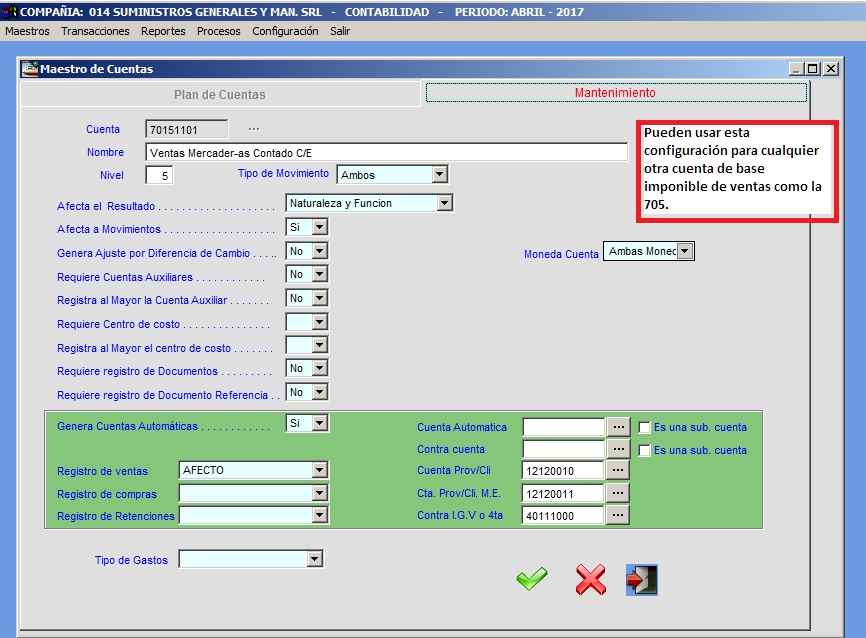 COMPAÑIA: 014 SUMINISTROS GENERALES Y MAN. SRL - CONTABILIDAD - PERIODO: ABRIL - 2017
Maestros Transacciones Reportes Procesos Configuración Salir
Maestro de Cuentas
Plan de Cuentas Mantenimiento
Cuenta 70151101 ...
Nombre Ventas Mercader-as Contado C/E
Nivel 5 Tipo de Movimiento Ambos
Pueden usar esta
configuración para cualquier
otra cuenta de base
imponible de ventas como la
705.
Afecta el Resultado . . . . . . . . . . . . . . . . . . . . Naturaleza y Funcion
Afecta a Movimientos . . . . . . . . . . . . . . . . . . . Si
Genera Ajuste por Diferencia de Cambio . . . .. No Moneda Cuenta Ambas Monec
Requiere Cuentas Auxiliares . . . . . . . . . . . . No
Registra al Mayor la Cuenta Auxiliar . . . . . . . No
Requiere Centro de costo . . . . . . . . . . . . . . .
Registra al Mayor el centro de costo . . . . . . .
Requiere registro de Documentos . . . . . . . . . No
Requiere registro de Documento Referencia . . No
Genera Cuentas Automáticas . . . . . . . . . . . . Si Cuenta Automatica ... Es una sub. cuenta
Contra cuenta ... Es una sub. cuenta
Registro de ventas AFECTO Cuenta Prov/Cli 12120010 ...
Registro de compras Cta. Prov/Cli. M.E. 12120011 ...
Registro de Retenciones Contra I.G.V o 4ta 40111000 ...
Tipo de Gastos